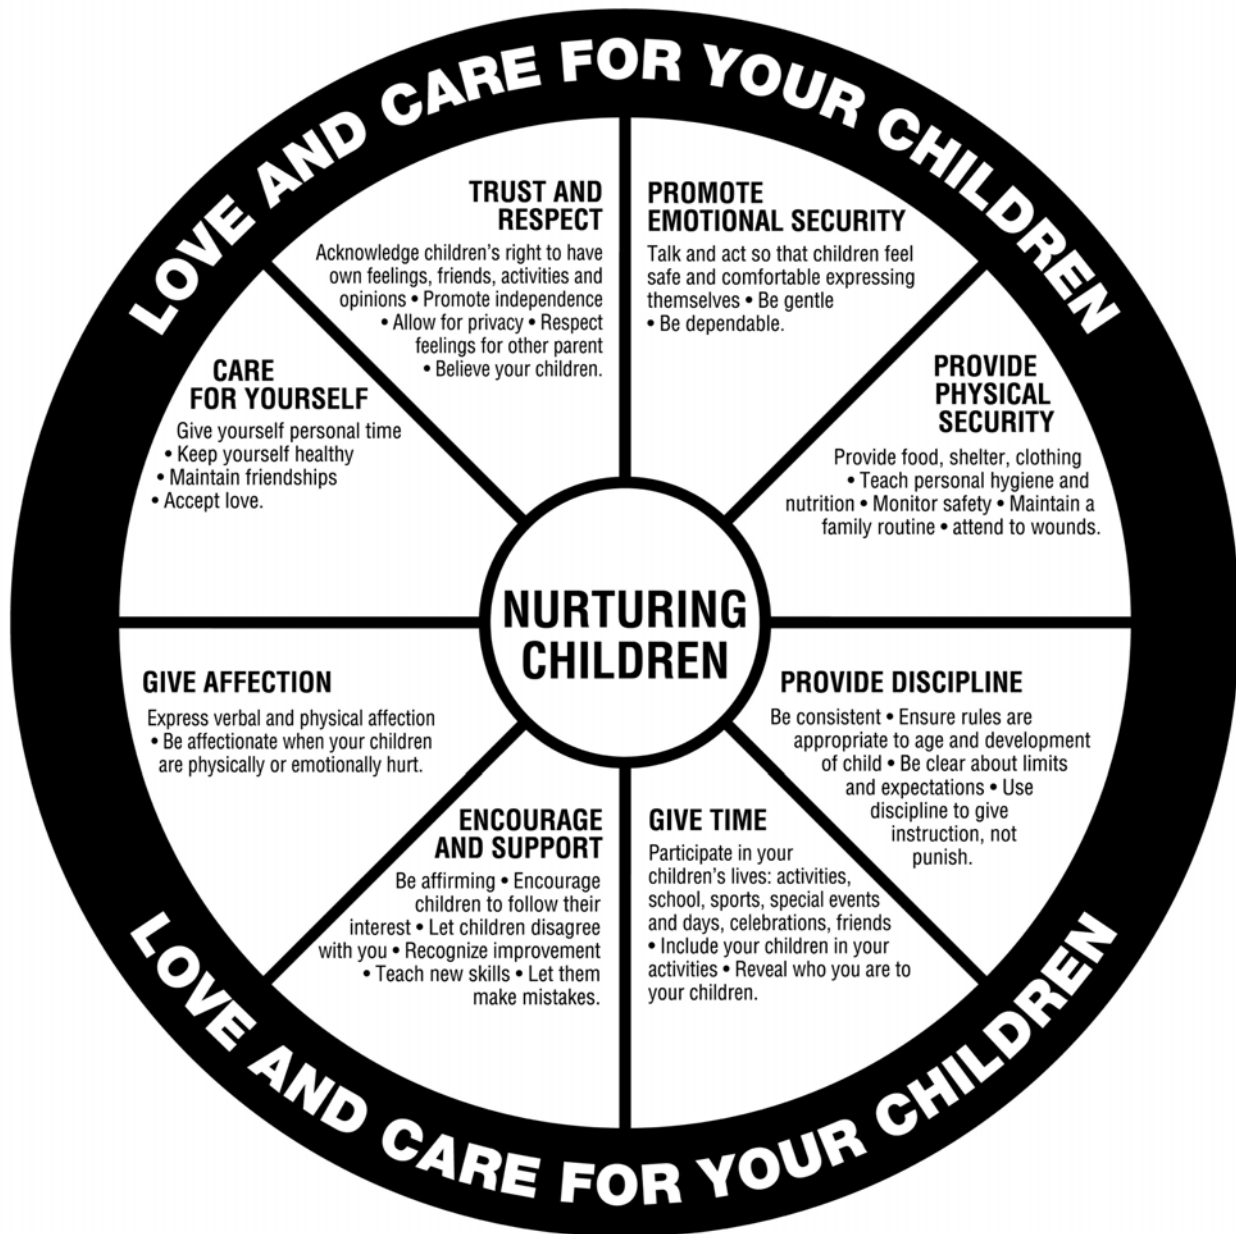 LOVE AND CARE FOR YOUR CHILDREN
TRUST AND
RESPECT
Acknowledge children's right to have
own feelings, friends, activities and
opinions • Promote independence
• Allow for privacy • Respect
feelings for other parent
• Believe your children.
PROMOTE
EMOTIONAL SECURITY
Talk and act so that children feel
safe and comfortable expressing
themselves • Be gentle
• Be dependable.
PROVIDE
PHYSICAL
SECURITY
Provide food, shelter, clothing
• Teach personal hygiene and
nutrition • Monitor safety • Maintain a
family routine • attend to wounds.
CARE
FOR YOURSELF
Give yourself personal time
• Keep yourself healthy
• Maintain friendships
• Accept love.
NURTURING
CHILDREN
GIVE AFFECTION
Express verbal and physical affection
• Be affectionate when your children
are physically or emotionally hurt.
PROVIDE DISCIPLINE
Be consistent • Ensure rules are
appropriate to age and development
of child • Be clear about limits
and expectations • Use
discipline to give
instruction, not
punish.
ENCOURAGE
AND SUPPORT
Be affirming • Encourage
children to follow their
interest • Let children disagree
with you • Recognize improvement
• Teach new skills • Let them
make mistakes.
GIVE TIME
Participate in your
children's lives: activities,
school, sports, special events
and days, celebrations, friends
• Include your children in your
activities • Reveal who you are to
your children.
LOVE AND CARE FOR YOUR CHILDREN